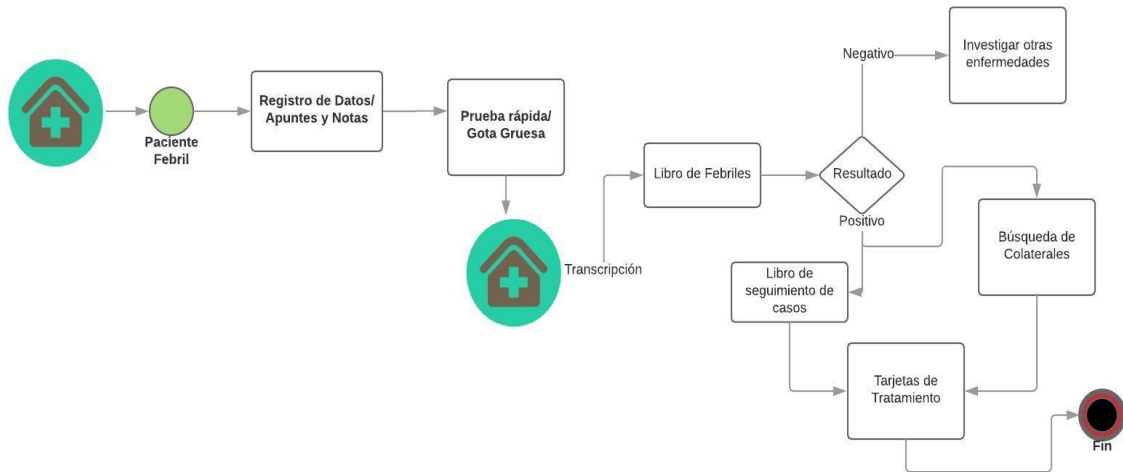 Paciente
Febril
Registro de Datos/
Apuntes y Notas
Prueba rápida/
Gota Gruesa
Transcripción
Libro de Febriles
Resultado
Negativo
Investigar otras
enfermedades
Positivo
Búsqueda de
Colaterales
Libro de
seguimiento de
casos
Tarjetas de
Tratamiento
Fin